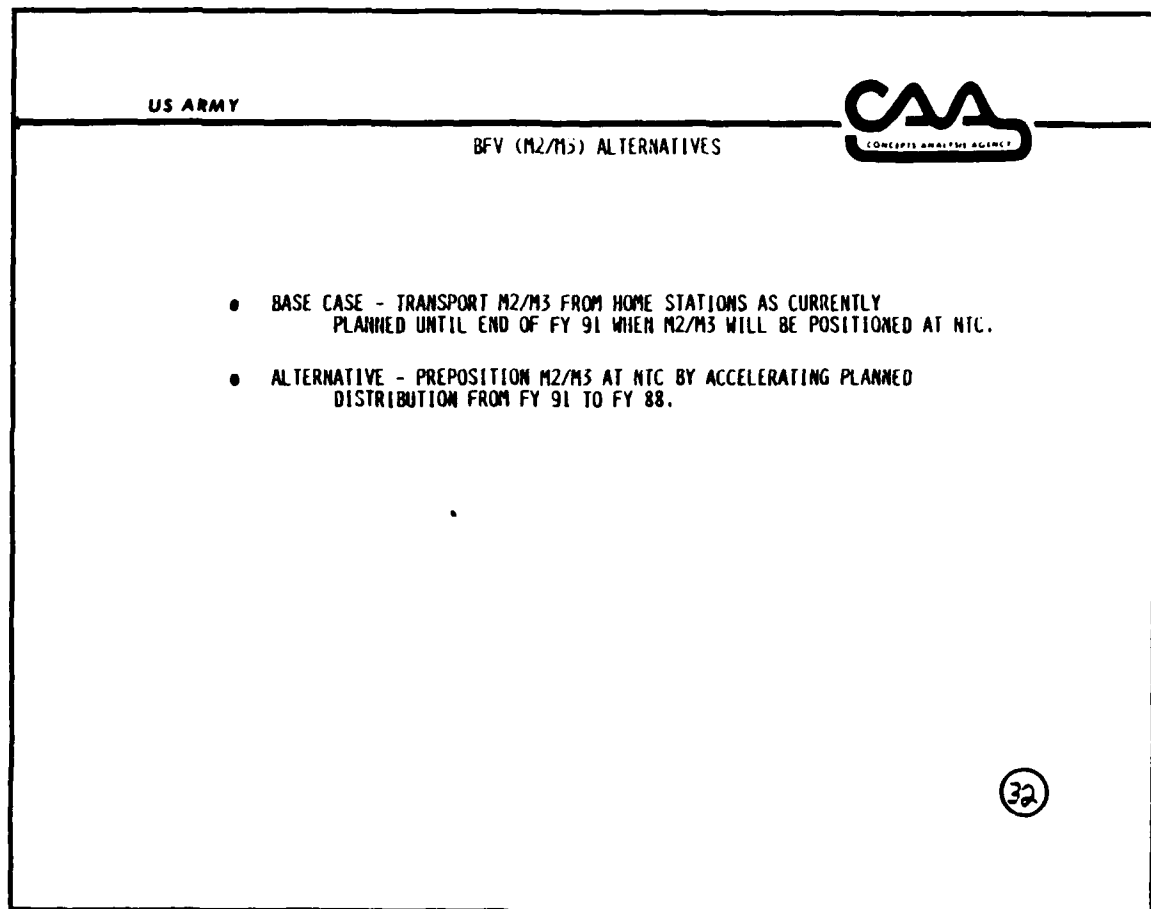 US ARMY
CAA
CONCEPTS ANALYSIS AGENCY
BFV (M2/M3) ALTERNATIVES
● BASE CASE - TRANSPORT M2/M3 FROM HOME STATIONS AS CURRENTLY
PLANNED UNTIL END OF FY 91 WHEN M2/M3 WILL BE POSITIONED AT NTC.
● ALTERNATIVE - PREPOSITION M2/M3 AT NTC BY ACCELERATING PLANNED
DISTRIBUTION FROM FY 91 TO FY 88.
32